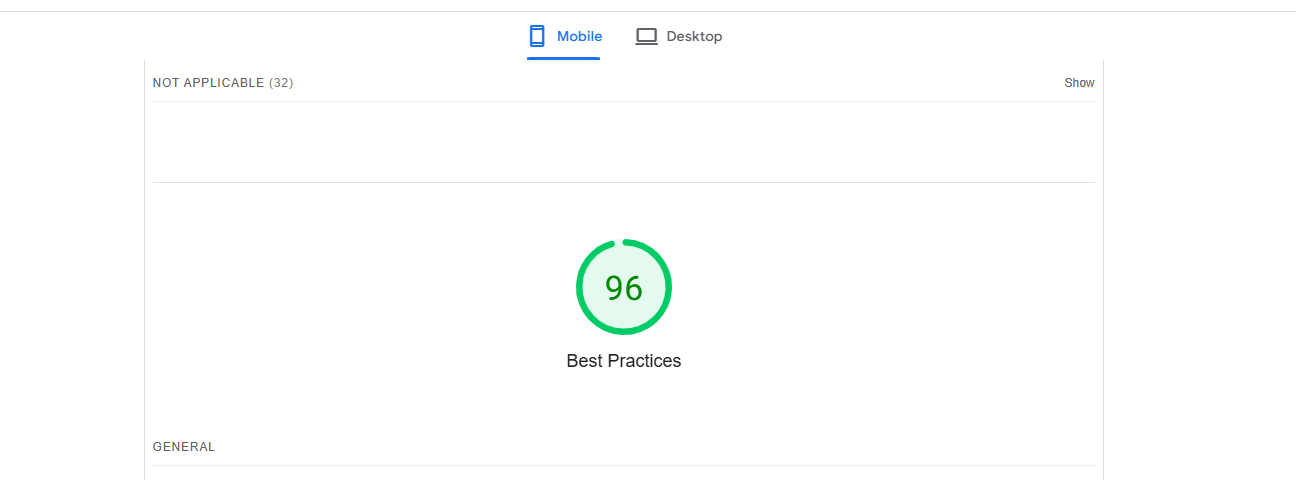 Mobile Desktop
NOT APPLICABLE (32) Show
96
Best Practices
GENERAL